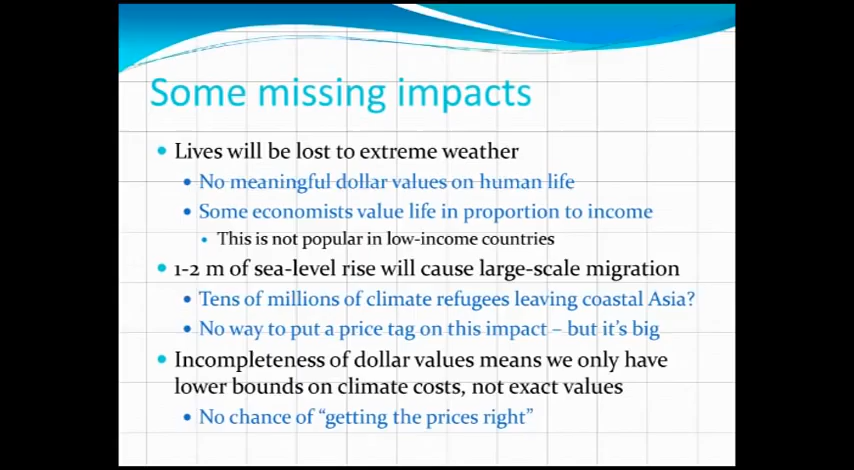 Some missing impacts
• Lives will be lost to extreme weather
• No meaningful dollar values on human life
• Some economists value life in proportion to income
• This is not popular in low-income countries
• 1-2 m of sea-level rise will cause large-scale migration
• Tens of millions of climate refugees leaving coastal Asia?
• No way to put a price tag on this impact – but it's big
• Incompleteness of dollar values means we only have
lower bounds on climate costs, not exact values
• No chance of “getting the prices right”